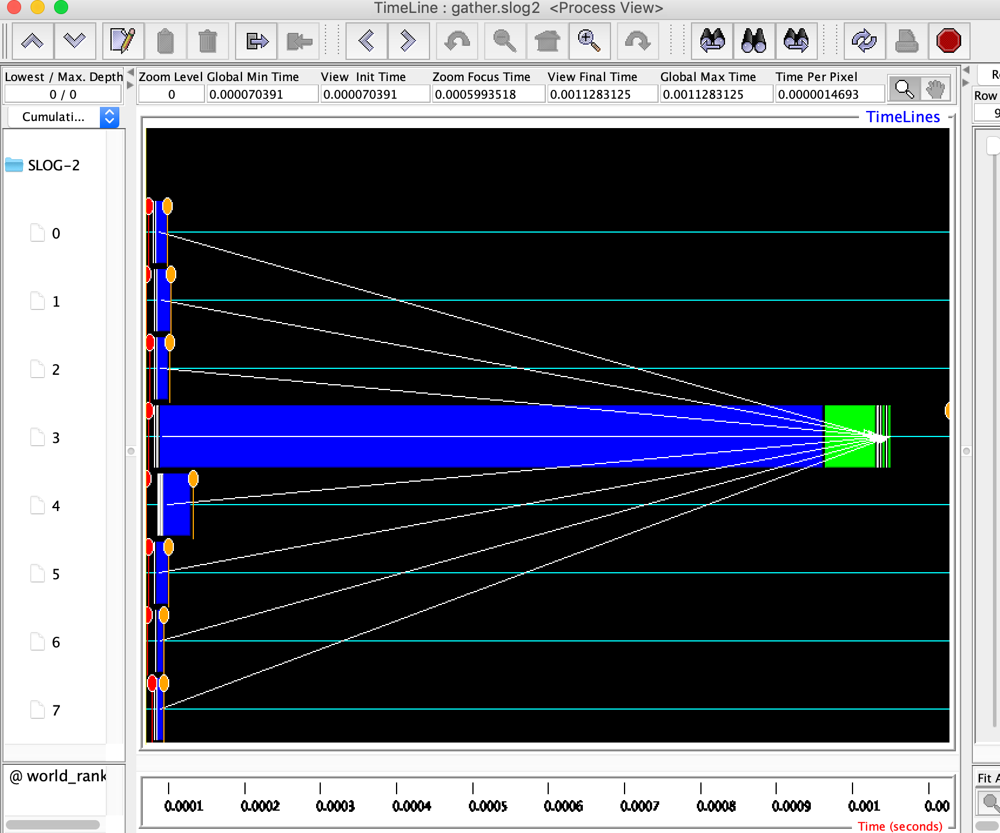 TimeLine : gather.slog2 <Process View>
Lowest / Max. Depth Zoom Level Global Min Time View Init Time Zoom Focus Time View Final Time Global Max Time Time Per Pixel
0 / 0 0 0.000070391 0.000070391 0.0005993518 0.0011283125 0.0011283125 0.0000014693
Row
9
Cumulati...
TimeLines
SLOG-2
0
1
2
3
4
5
6
7
@ world_rank
Fit A
0.0001 0.0002 0.0003 0.0004 0.0005 0.0006 0.0007 0.0008 0.0009 0.001 0.00
Time (seconds)